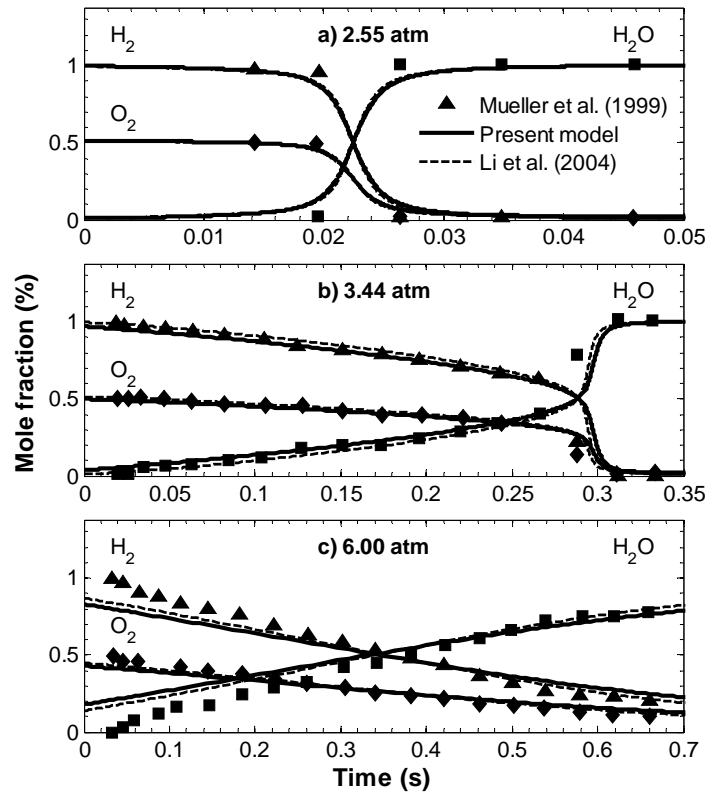 H2 a) 2.55 atm H2O
1
Mueller et al. (1999)
O2
Present model
0.5
Li et al. (2004)
0
0 0.01 0.02 0.03 0.04 0.05
H2 b) 3.44 atm H2O
1
O2
0.5
0
0 0.05 0.1 0.15 0.2 0.25 0.3 0.35
H2 c) 6.00 atm H2O
1
O2
0.5
0
0 0.1 0.2 0.3 0.4 0.5 0.6 0.7
Time (s)
Mole fraction (%)